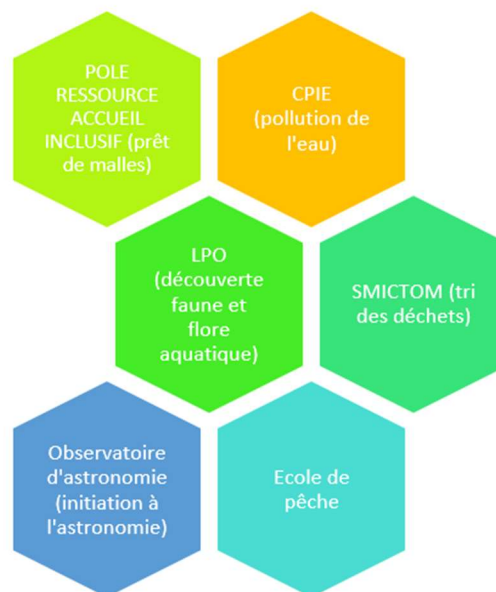 POLE
RESSOURCE
ACCUEIL
INCLUSIF (prêt
de malles)
CPIE
(pollution de
l'eau)
LPO
(découverte
faune et
flore
aquatique)
SMICTOM (tri
des déchets)
Observatoire
d'astronomie
(initiation à
l'astronomie)
Ecole de
pêche